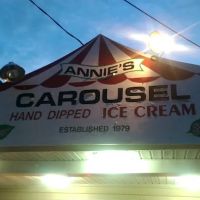 ANNIE'S
CAROUSEL
HAND DIPPED ICE CREAM
ESTABLISHED 1979